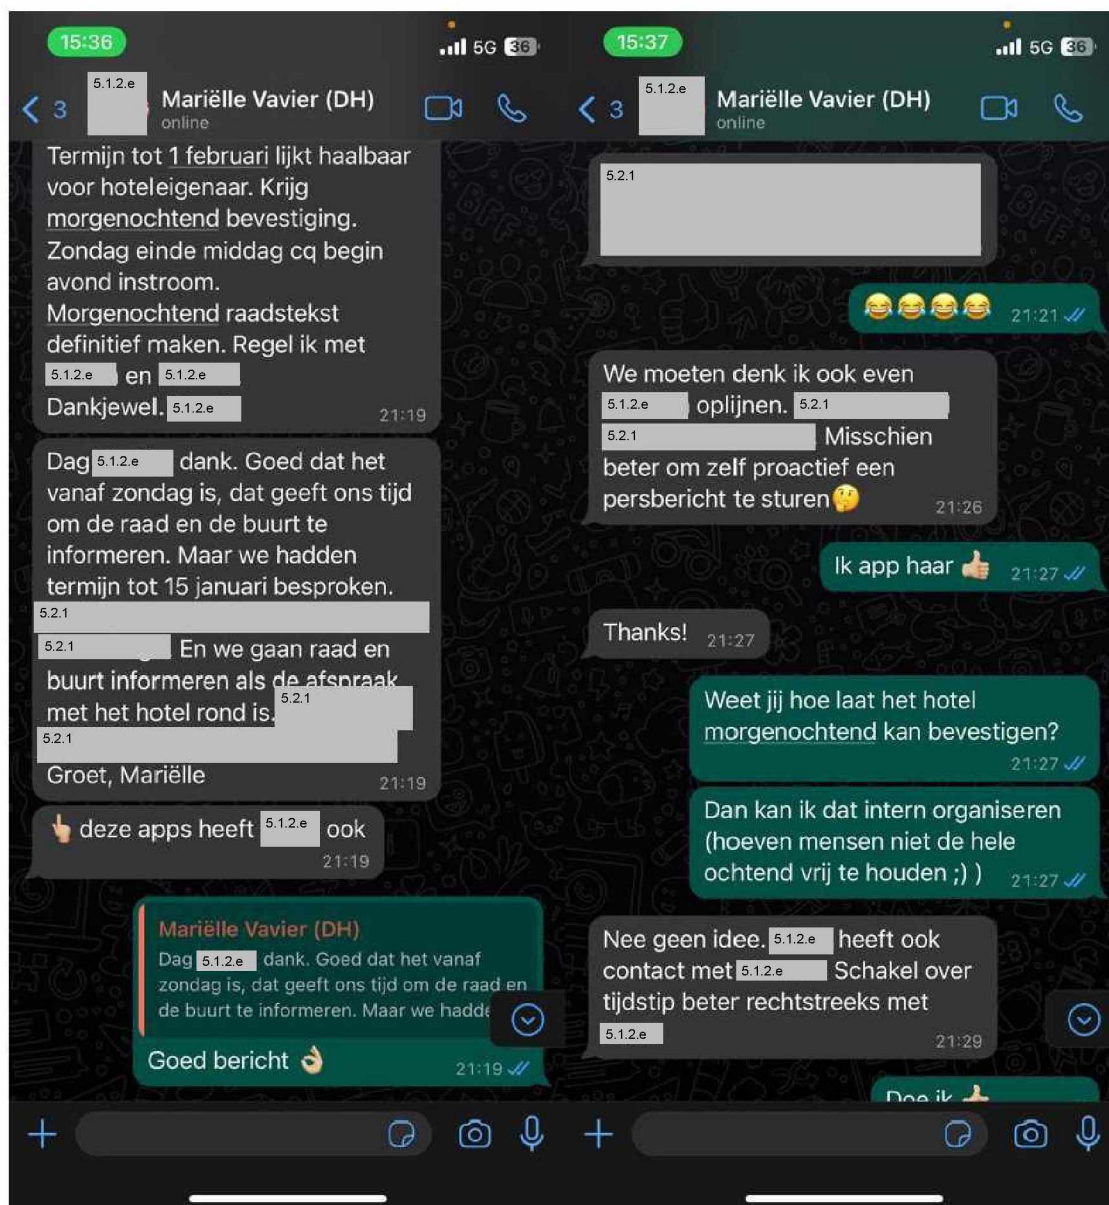 15:36
5G 36
3
5.1.2.e
Mariëlle Vavier (DH)
online
Termijn tot 1 februari lijkt haalbaar
voor hoteleigenaar. Krijg
morgenochtend bevestiging.
Zondag einde middag cq begin
avond instroom.
Morgenochtend raadstekst
definitief maken. Regel ik met
5.1.2.e en 5.1.2.e
Dankjewel. 5.1.2.e
21:19
Dag 5.1.2.e dank. Goed dat het
vanaf zondag is, dat geeft ons tijd
om de raad en de buurt te
informeren. Maar we hadden
termijn tot 15 januari besproken.
5.2.1
5.2.1 . En we gaan raad en
buurt informeren als de afspraak
met het hotel rond is. 5.2.1
5.2.1
Groet, Mariëlle
21:19
👆🏼 deze apps heeft 5.1.2.e ook
21:19
Mariëlle Vavier (DH)
Dag 5.1.2.e dank. Goed dat het vanaf
zondag is, dat geeft ons tijd om de raad en
de buurt te informeren. Maar we hadde
Goed bericht 👌🏼
21:19
15:37
5G 36
3
5.1.2.e
Mariëlle Vavier (DH)
online
5.2.1
😂😂😂😂 21:21
We moeten denk ik ook even
5.1.2.e oplijnen. 5.2.1
5.2.1 . Misschien
beter om zelf proactief een
persbericht te sturen🤔
21:26
Ik app haar 👍🏼 21:27
Thanks! 21:27
Weet jij hoe laat het hotel
morgenochtend kan bevestigen?
21:27
Dan kan ik dat intern organiseren
(hoeven mensen niet de hele
ochtend vrij te houden ;) )
21:27
Nee geen idee. 5.1.2.e heeft ook
contact met 5.1.2.e Schakel over
tijdstip beter rechtstreeks met
5.1.2.e
21:29
Doe ik 👍🏼